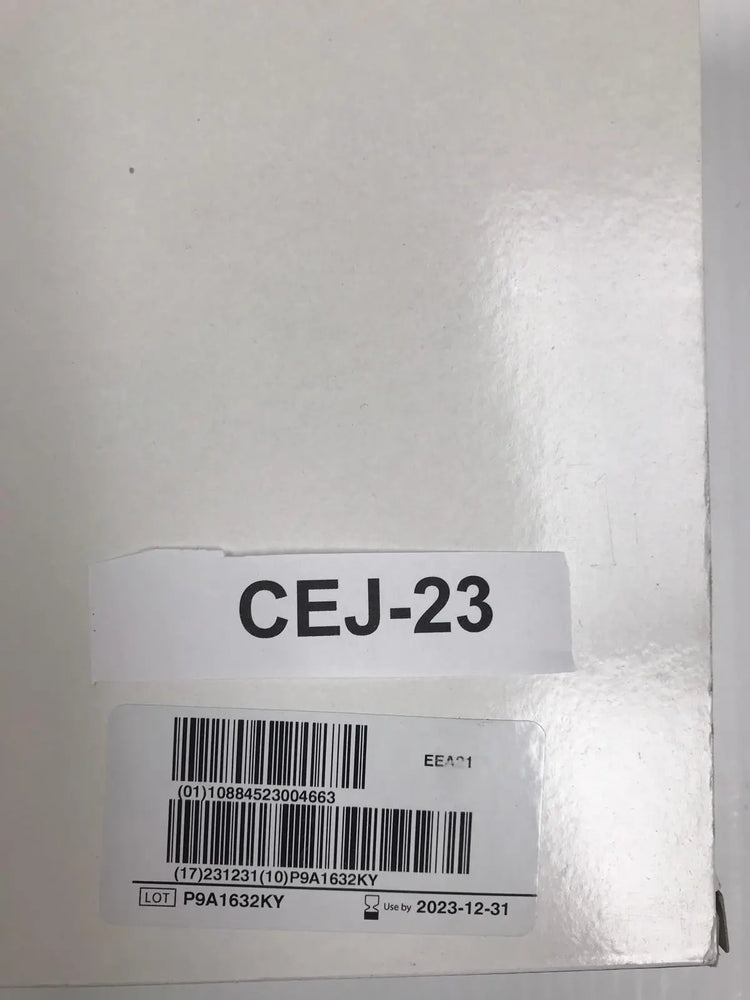 CEJ-23
(01)10884523004663
(17)231231(10)P9A1632KY
LOT P9A1632KY
Use by 2023-12-31